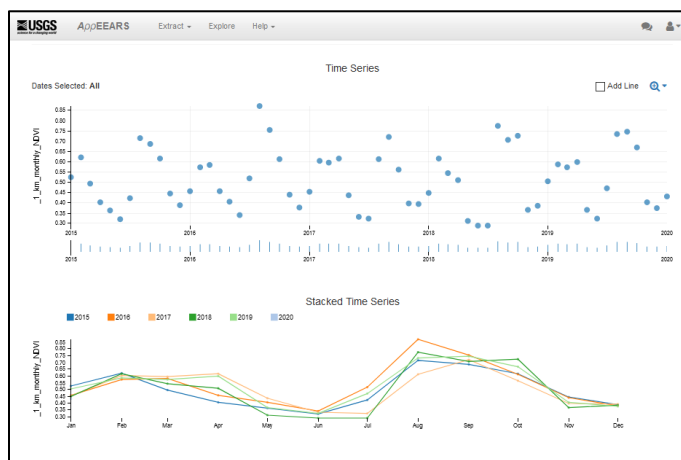 USGS
science for a changing world
AppEEARS Extract Explore Help
Time Series
Dates Selected: All
Add Line
_1_km_monthly_NDVI
0.85
0.80
0.75
0.70
0.65
0.60
0.55
0.50
0.45
0.40
0.35
0.30
2015 2016 2017 2018 2019 2020
2015 2016 2017 2018 2019 2020
Stacked Time Series
2015 2016 2017 2018 2019 2020
_1_km_monthly_NDVI
0.85
0.80
0.75
0.70
0.65
0.60
0.55
0.50
0.45
0.40
0.35
0.30
Jan Feb Mar Apr May Jun Jul Aug Sep Oct Nov Dec